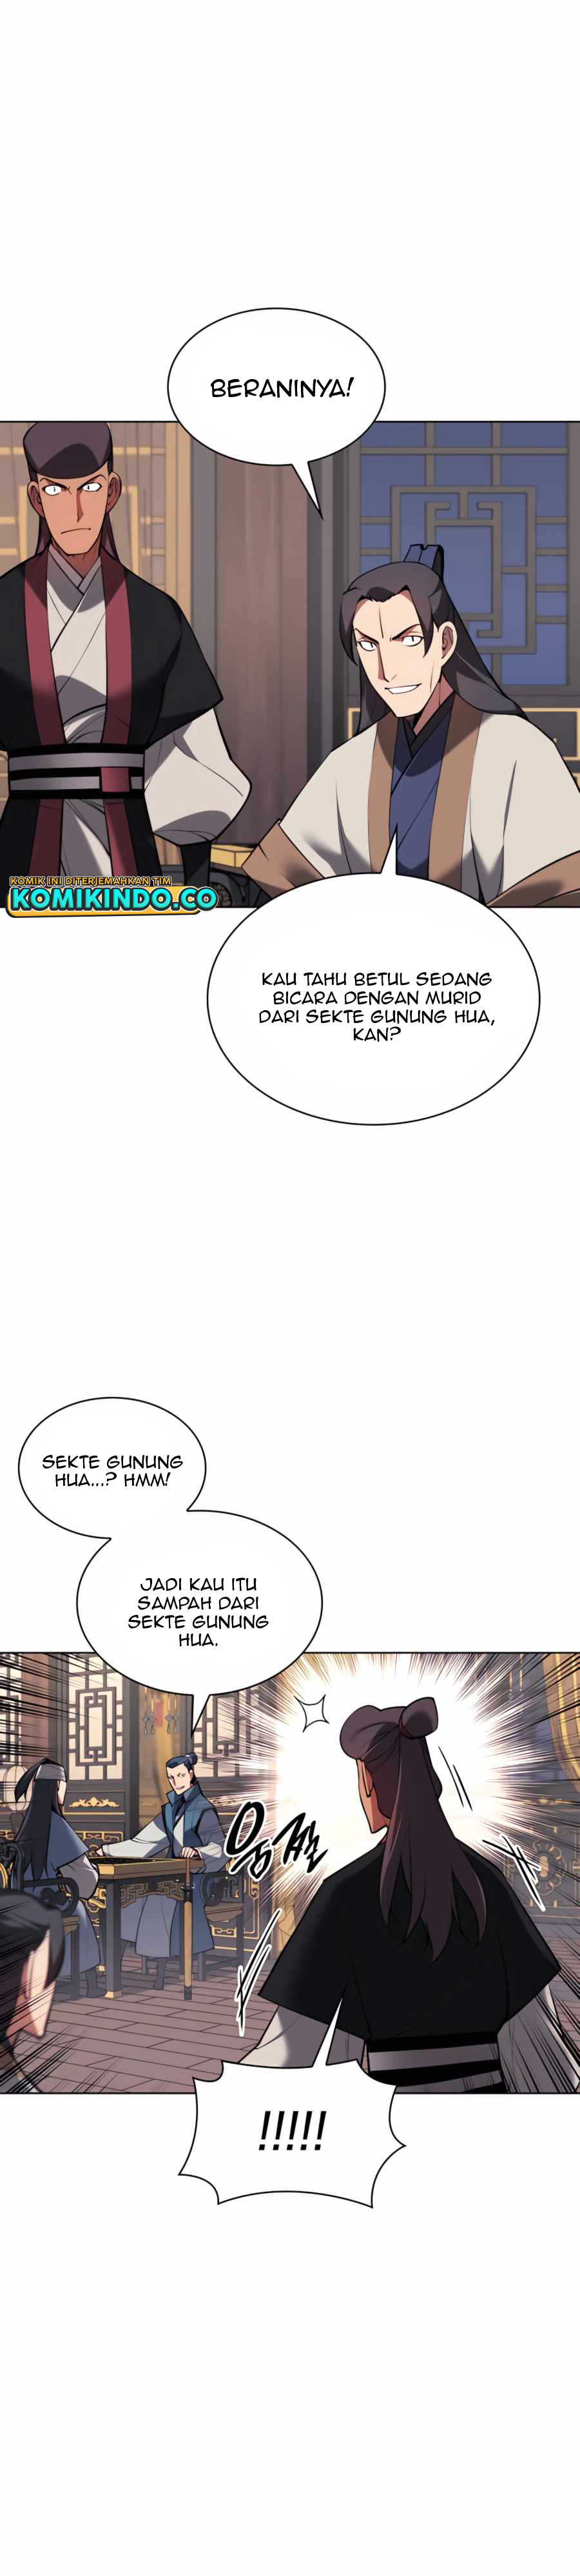 BERANINYA!
KOMIK INI DITERJEMAHKAN TIM
KOMIKINDO.CO
KAU TAHU BETUL SEDANG
BICARA DENGAN MURID
DARI SEKTE GUNUNG HUA,
KAN?
SEKTE GUNUNG
HUA...? HMM!
JADI KAU ITU
SAMPAH DARI
SEKTE GUNUNG
HUA.
움찔
!!!!!